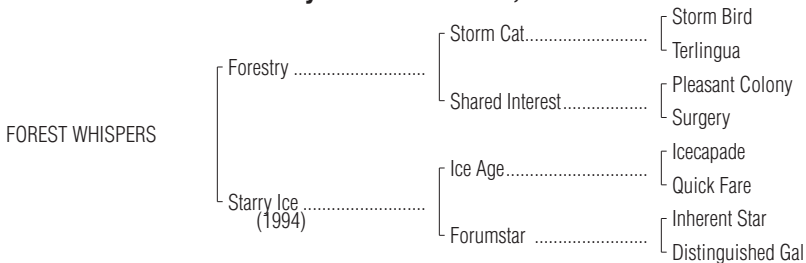 Storm Bird
Storm Cat..........................
Terlingua
Forestry ............................
Pleasant Colony
Shared Interest..................
Surgery
FOREST WHISPERS
Icecapade
Ice Age..............................
Quick Fare
Starry Ice ..........................
(1994)
Inherent Star
Forumstar ........................
Distinguished Gal